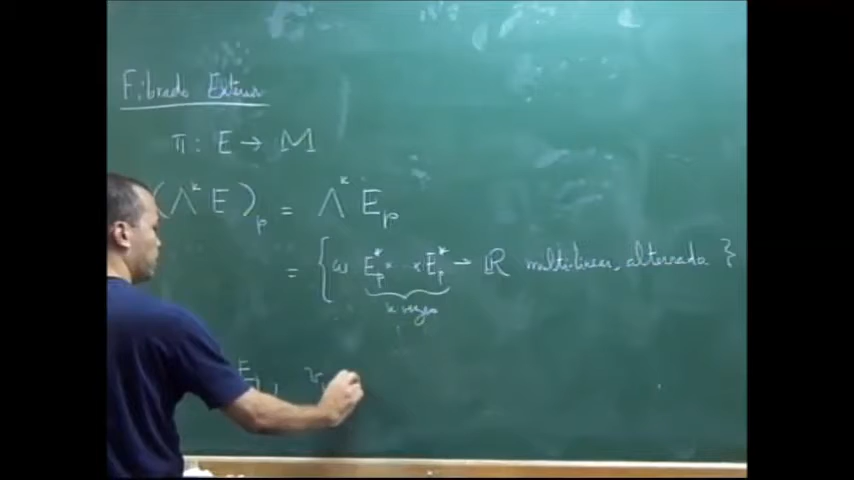 Fibrado Exterior
π: E → M
(Λᵏ E)ₚ = Λᵏ Eₚ
= { ω Eₚ* × ⋯ × Eₚ* → ℝ multilinear, alternada }
k vezes